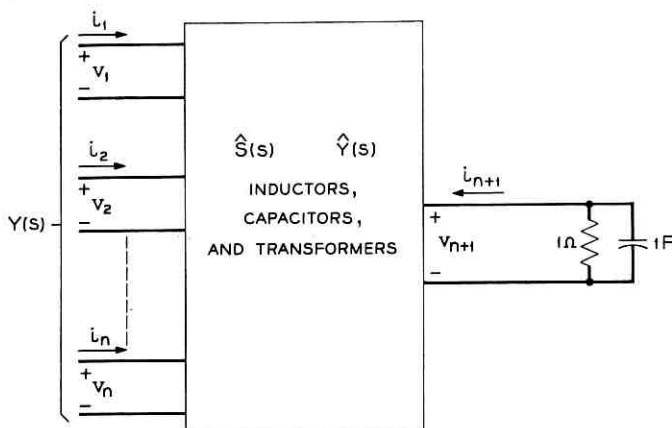 i1
+
v1
−
i2
+
v2
−
Y(s)
in
+
vn
−
Ŝ(s) Ŷ(s)
INDUCTORS,
CAPACITORS,
AND TRANSFORMERS
in+1
+
vn+1
−
1Ω
1F